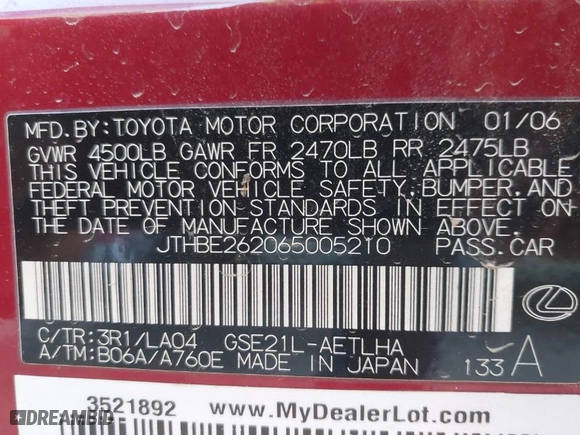 MFD. BY: TOYOTA MOTOR CORPORATION 01/06
GVWR 4500LB GAWR FR 2470LB RR 2475LB
THIS VEHICLE CONFORMS TO ALL APPLICABLE
FEDERAL MOTOR VEHICLE SAFETY, BUMPER, AND
THEFT PREVENTION STANDARDS IN EFFECT ON
THE DATE OF MANUFACTURE SHOWN ABOVE.
JTHBE262065005210 PASS. CAR
C/TR: 3R1/LA04 GSE21L-AETLHA
A/TM: B06A/A760E MADE IN JAPAN 133 A
3521892 www.MyDealerLot.com
DREAMBID